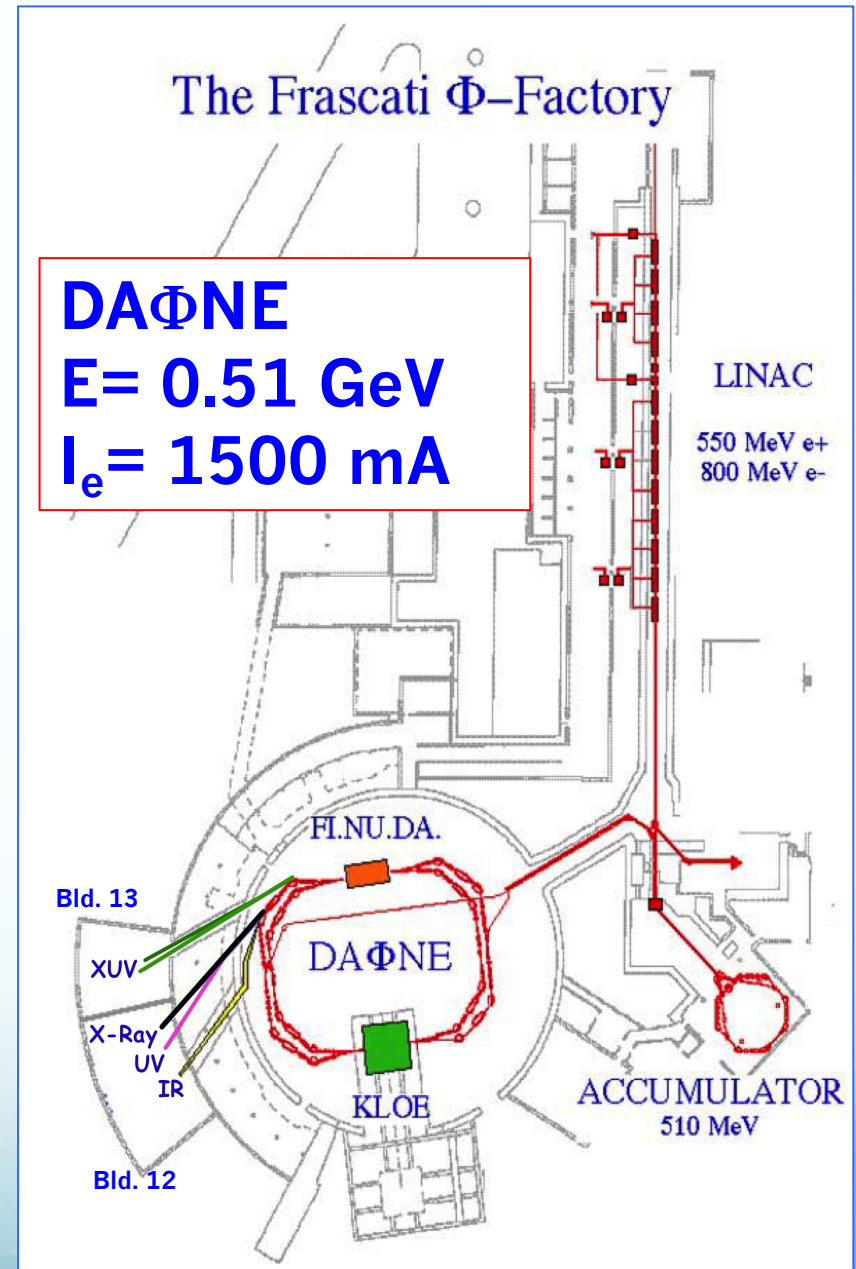 The Frascati Φ-Factory
DAΦNE
E= 0.51 GeV
Iₑ= 1500 mA
LINAC
550 MeV e+
800 MeV e-
FI.NU.DA.
Bld. 13
XUV
DAΦNE
X-Ray
UV
IR
KLOE
ACCUMULATOR
510 MeV
Bld. 12